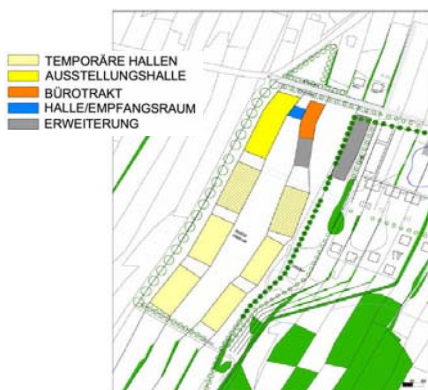 TEMPORÄRE HALLEN
AUSSTELLUNGSHALLE
BÜROTRAKT
HALLE/EMPFANGSRAUM
ERWEITERUNG